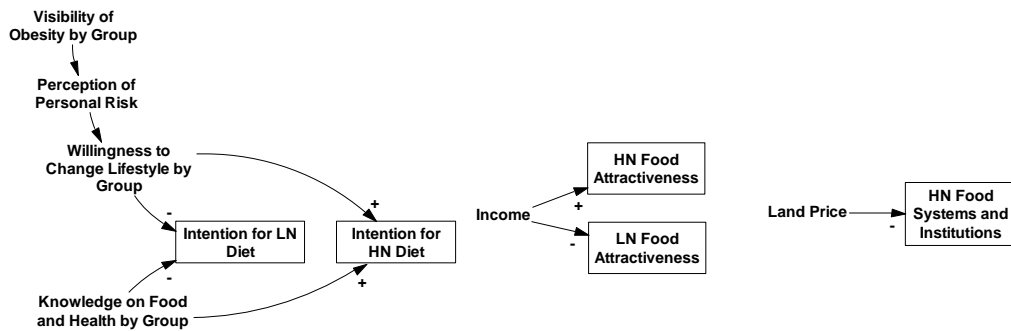 Visibility of
Obesity by Group
Perception of
Personal Risk
Willingness to
Change Lifestyle by
Group
-
+
Intention for LN
Diet
Intention for
HN Diet
-
+
Knowledge on Food
and Health by Group
Income
+
-
HN Food
Attractiveness
LN Food
Attractiveness
Land Price
-
HN Food
Systems and
Institutions